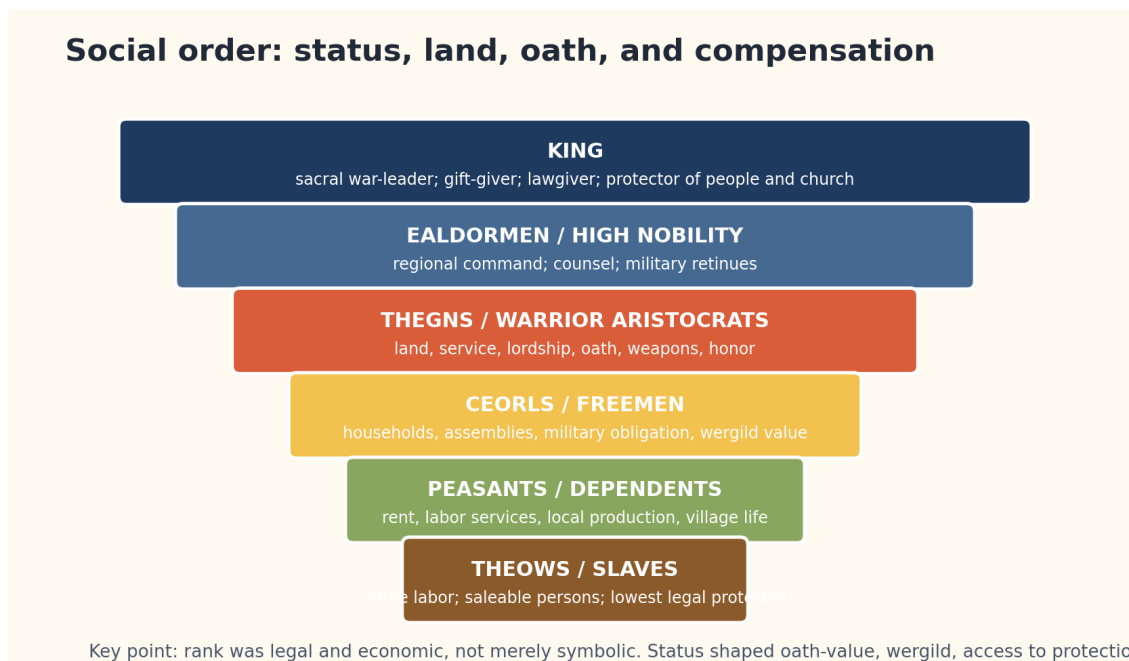 Social order: status, land, oath, and compensation
KING
sacral war-leader; gift-giver; lawgiver; protector of people and church
EALDORMEN / HIGH NOBILITY
regional command; counsel; military retinues
THEGNS / WARRIOR ARISTOCRATS
land, service, lordship, oath, weapons, honor
CEORLS / FREEMEN
households, assemblies, military obligation, wergild value
PEASANTS / DEPENDENTS
rent, labor services, local production, village life
THEOWS / SLAVES
unfree labor; saleable persons; lowest legal protection
Key point: rank was legal and economic, not merely symbolic. Status shaped oath-value, wergild, access to